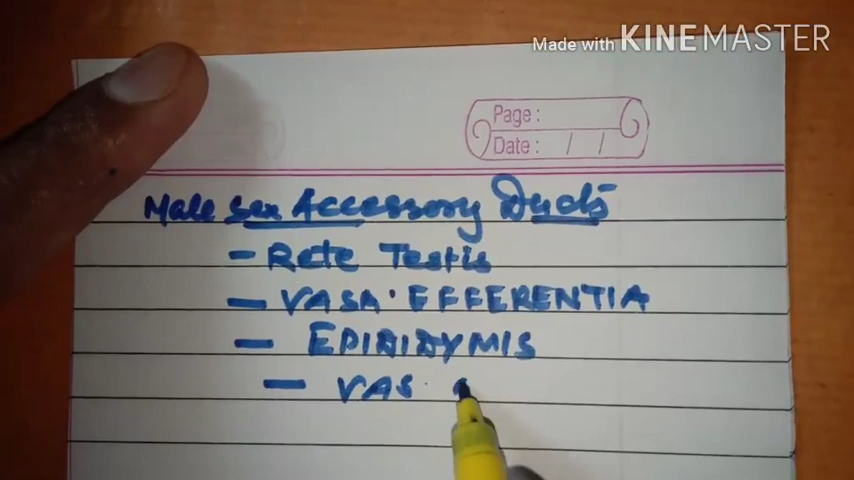 Made with KINEMASTER
Page :
Date : / /
Male Sex Accessory Ducts
- Rete Testis
- VASA. EFFERENTIA
- EPIDIDYMIS
- VAS.